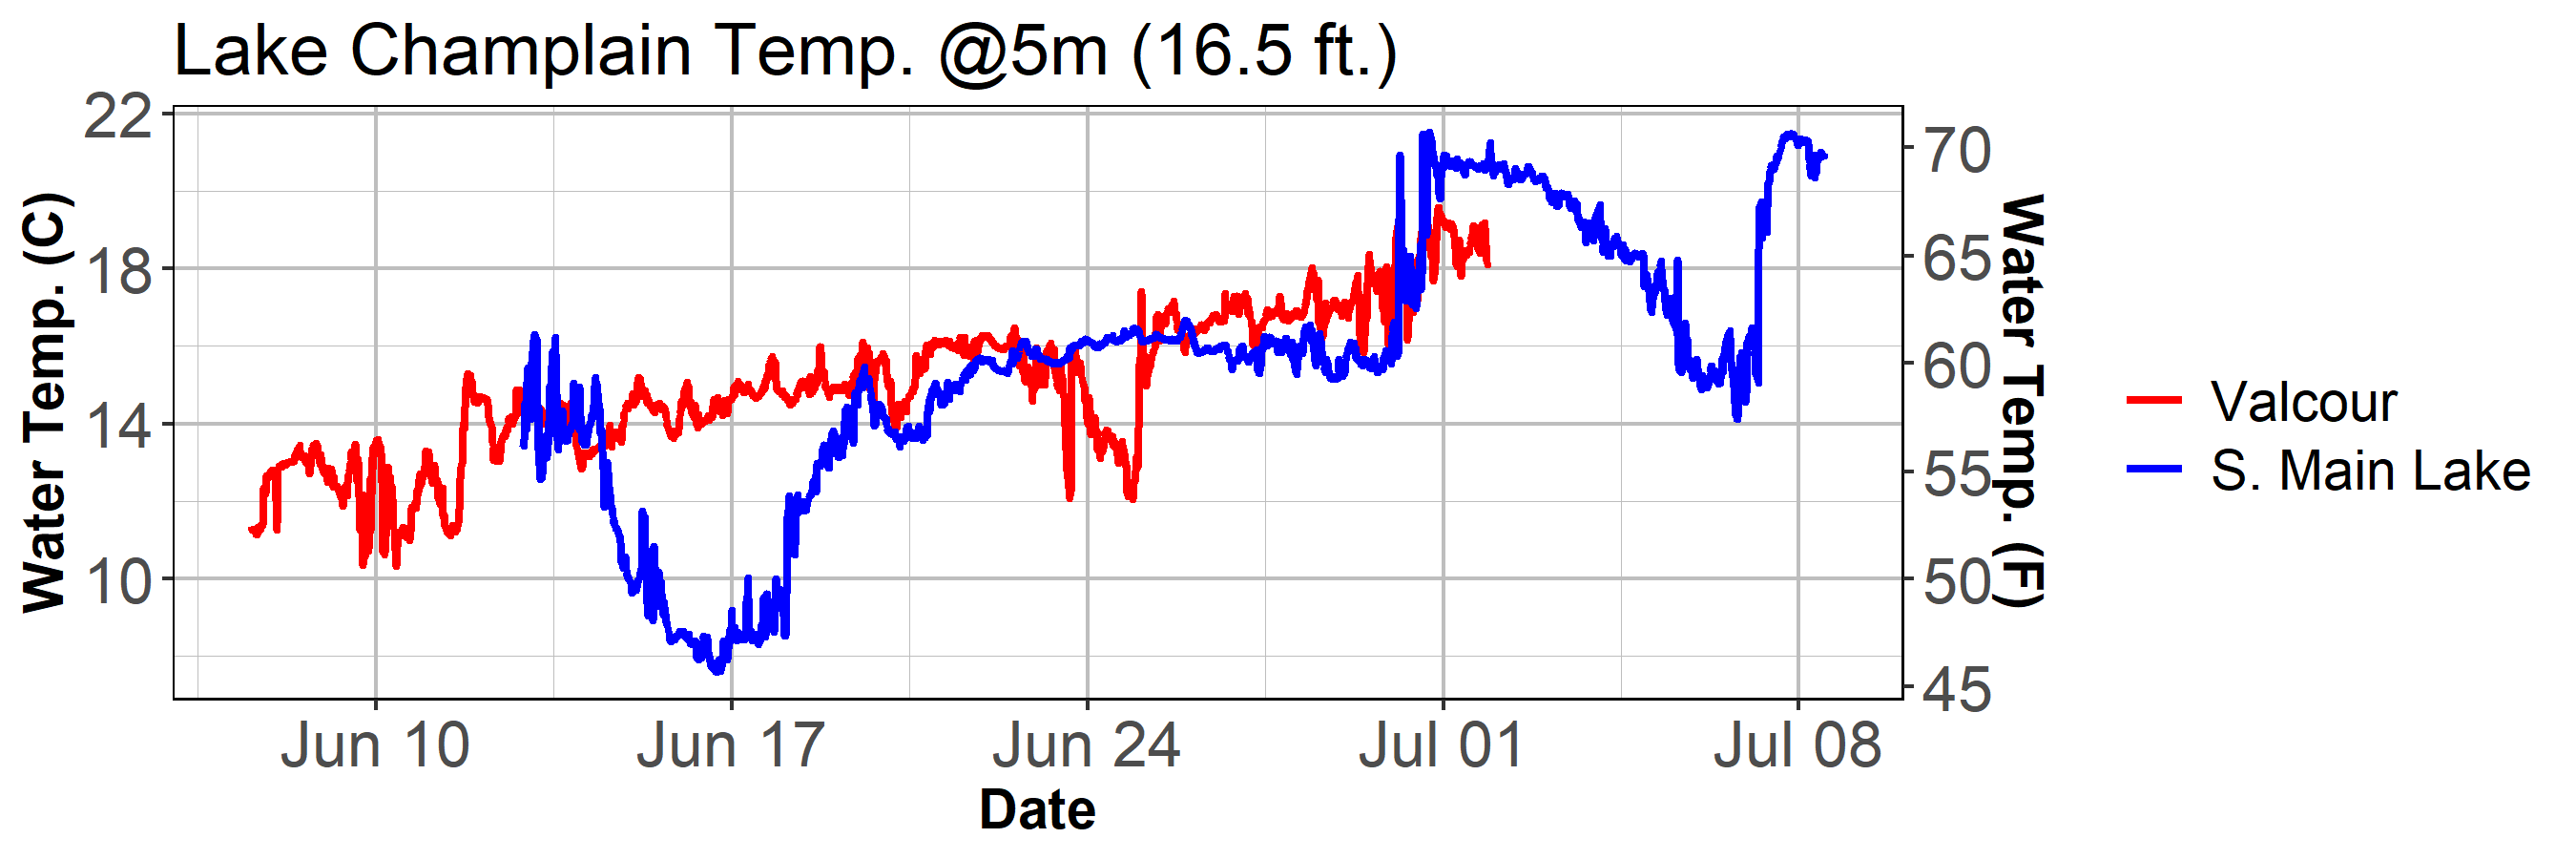 Lake Champlain Temp. @5m (16.5 ft.)
22
18
14
10
Water Temp. (C)
70
65
60
55
50
45
Water Temp. (F)
Jun 10
Jun 17
Jun 24
Jul 01
Jul 08
Date
Valcour
S. Main Lake